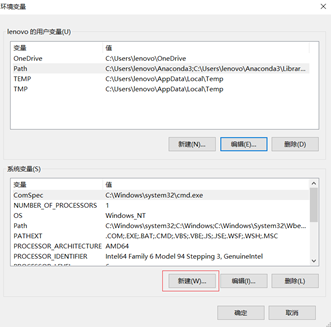 环境变量
lenovo 的用户变量(U)
变量 值
OneDrive C:\Users\lenovo\OneDrive
Path C:\Users\lenovo\Anaconda3;C:\Users\lenovo\Anaconda3\Librar...
TEMP C:\Users\lenovo\AppData\Local\Temp
TMP C:\Users\lenovo\AppData\Local\Temp
新建(N)... 编辑(E)... 删除(D)
系统变量(S)
变量 值
ComSpec C:\Windows\system32\cmd.exe
NUMBER_OF_PROCESSORS 1
OS Windows_NT
Path C:\Windows\system32;C:\Windows;C:\Windows\System32\Wbe...
PATHEXT .COM;.EXE;.BAT;.CMD;.VBS;.VBE;.JS;.JSE;.WSF;.WSH;.MSC
PROCESSOR_ARCHITECTURE AMD64
PROCESSOR_IDENTIFIER Intel64 Family 6 Model 94 Stepping 3, GenuineIntel
新建(W)... 编辑(I)... 删除(L)
确定 取消